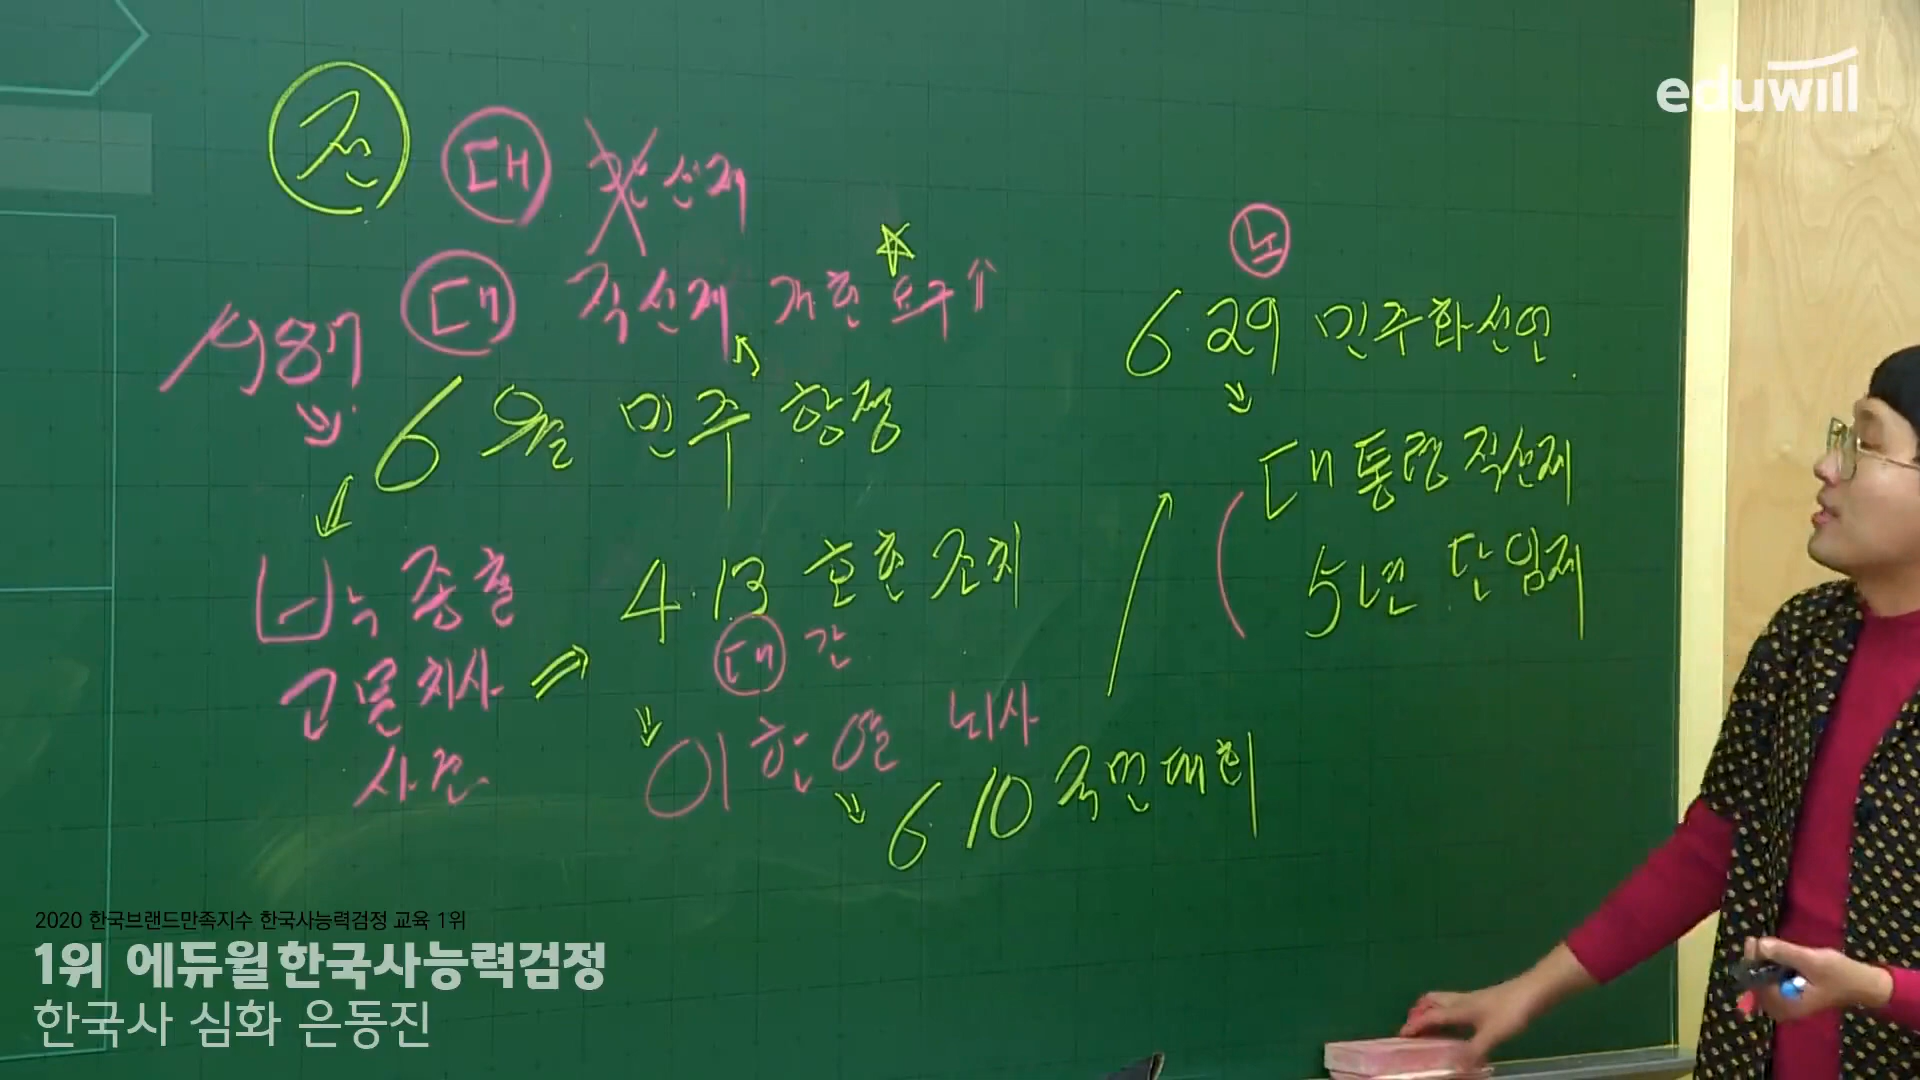 eduwill
전 대 간선제
대 직선제 개헌 요구 ⇑
1987
6월 민주 항쟁
박종철
고문치사
사건
4.13 호헌조치
대 간
이한열 뇌사
6.10 국민대회
노
6.29 민주화선언
대통령 직선제
5년 단임제
2020 한국브랜드만족지수 한국사능력검정 교육 1위
1위 에듀윌 한국사능력검정
한국사 심화 은동진